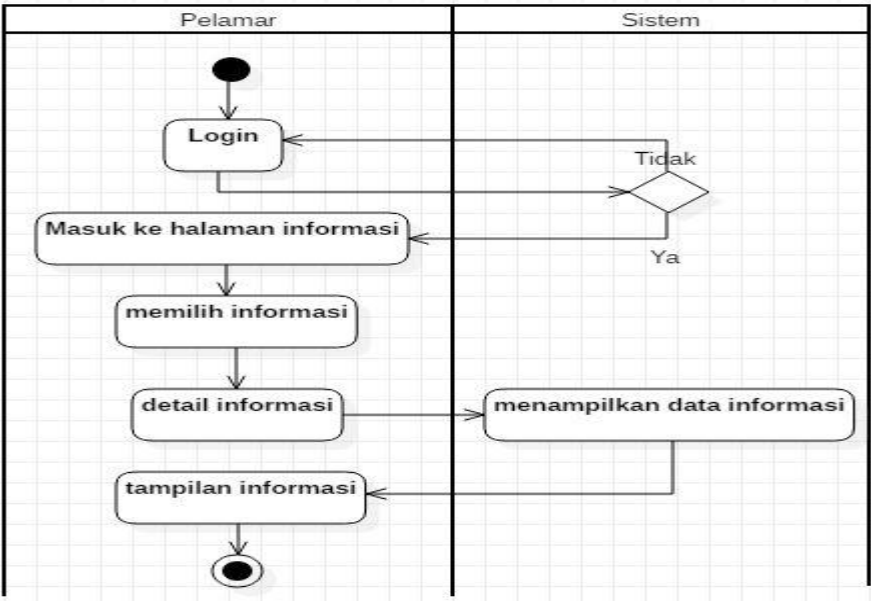 Pelamar
Sistem
Login
Tidak
Masuk ke halaman informasi
Ya
memilih informasi
detail informasi
menampilkan data informasi
tampilan informasi